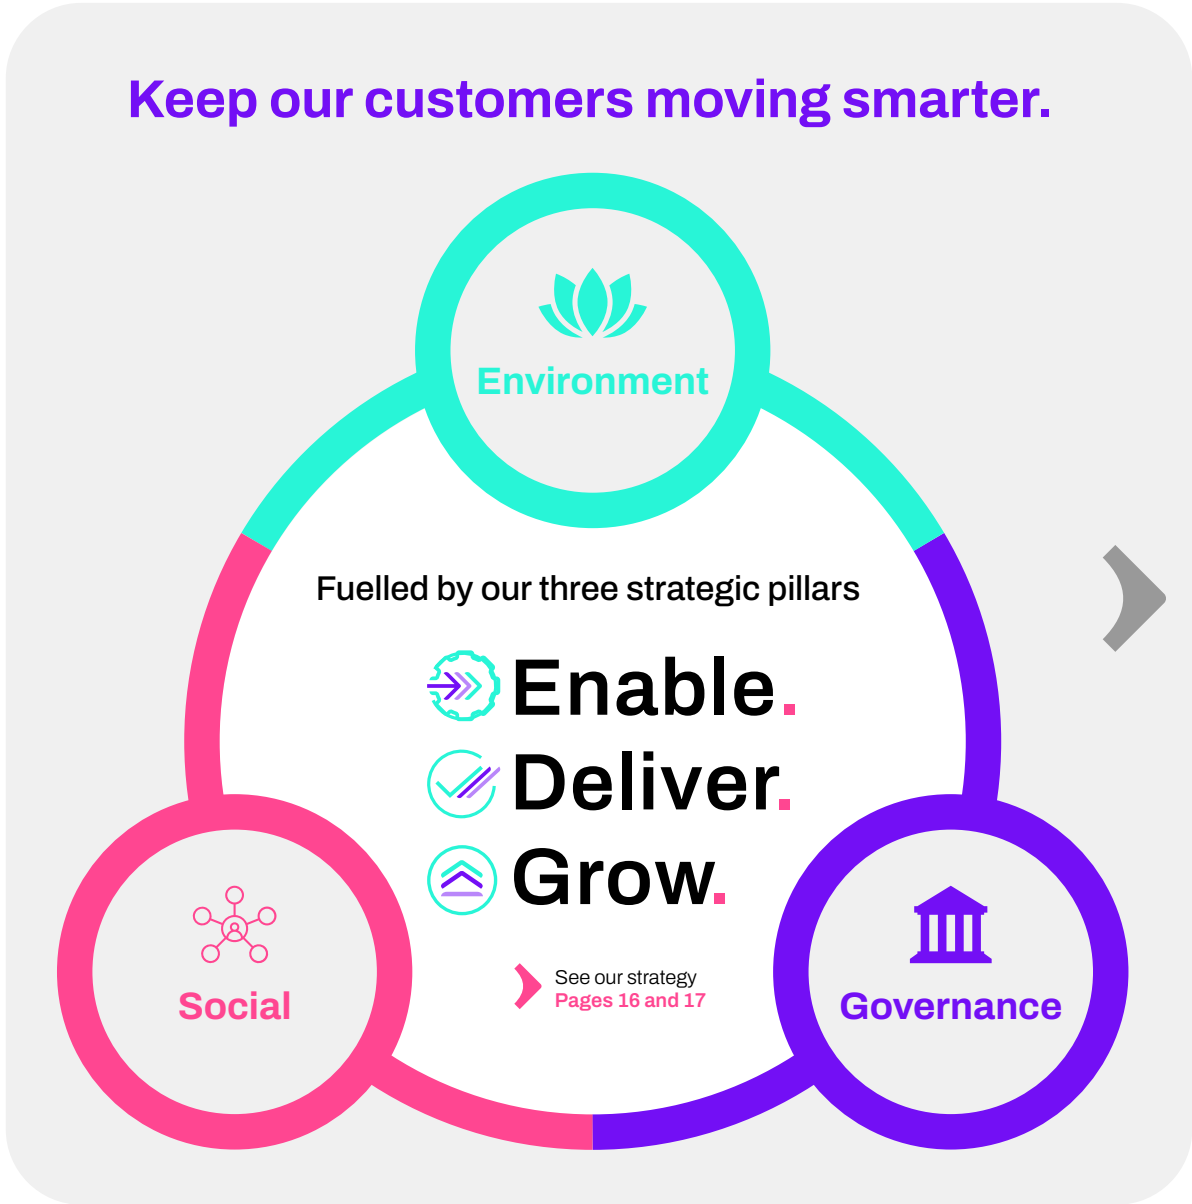 Keep our customers moving smarter.
Environment
Fuelled by our three strategic pillars
Enable.
Deliver.
Grow.
See our strategy
Pages 16 and 17
Social
Governance